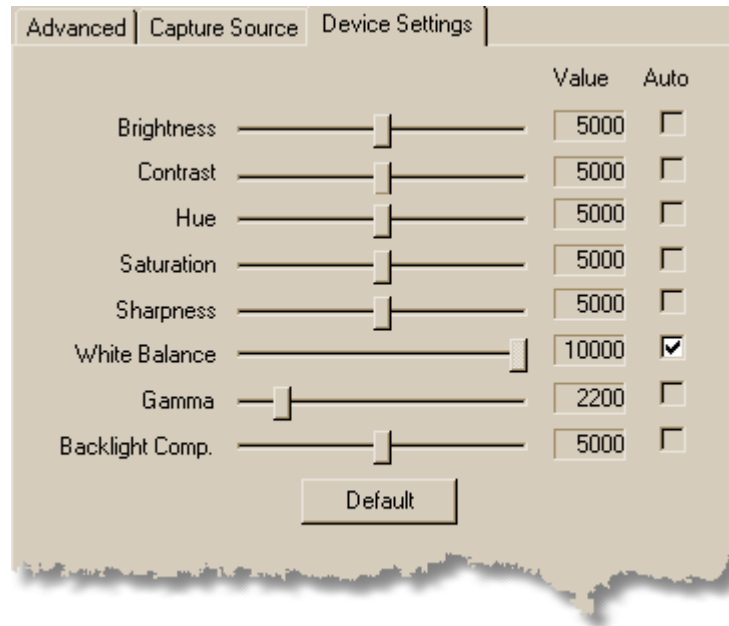 Advanced Capture Source Device Settings
Value Auto
Brightness 5000
Contrast 5000
Hue 5000
Saturation 5000
Sharpness 5000
White Balance 10000
Gamma 2200
Backlight Comp. 5000
Default